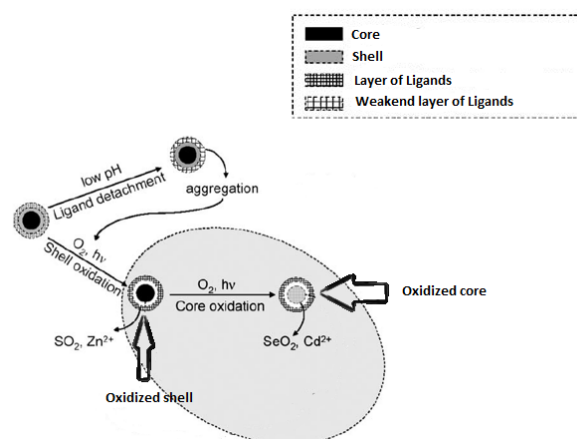 Core
Shell
Layer of Ligands
Weakend layer of Ligands
low pH
Ligand detachment
aggregation
O₂, hν
Shell oxidation
O₂, hν
Core oxidation
Oxidized core
SO₂, Zn²⁺
SeO₂, Cd²⁺
Oxidized shell